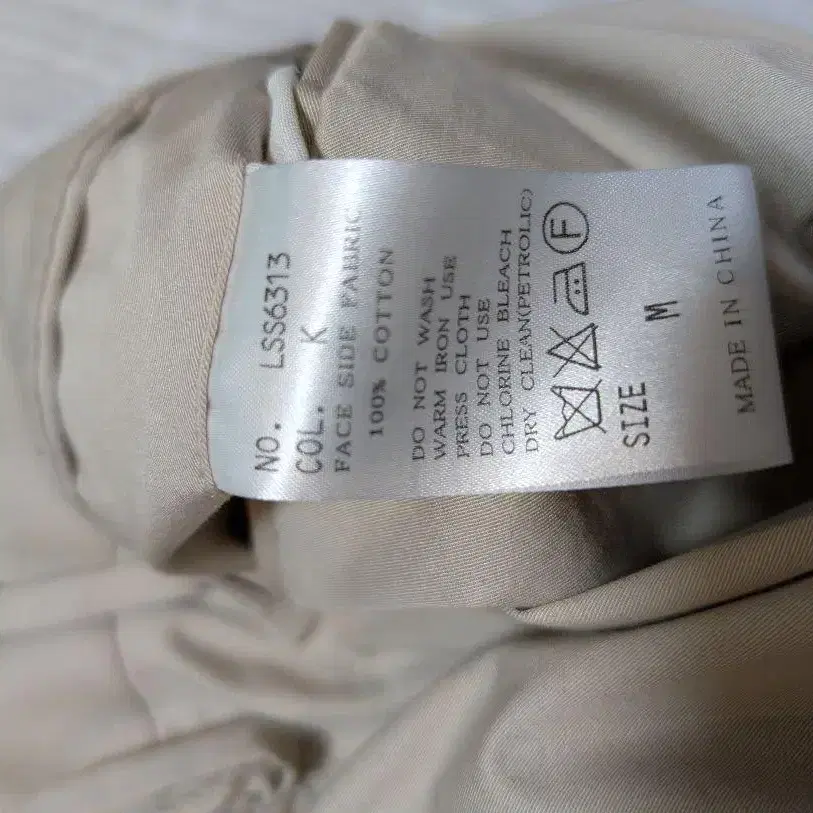 NO. LSS6313
COL. K
FACE SIDE FABRIC
100% COTTON
DO NOT WASH
WARM IRON USE
PRESS CLOTH
DO NOT USE
CHLORINE BLEACH
DRY CLEAN(PETROLIC)
F
SIZE M
MADE IN CHINA